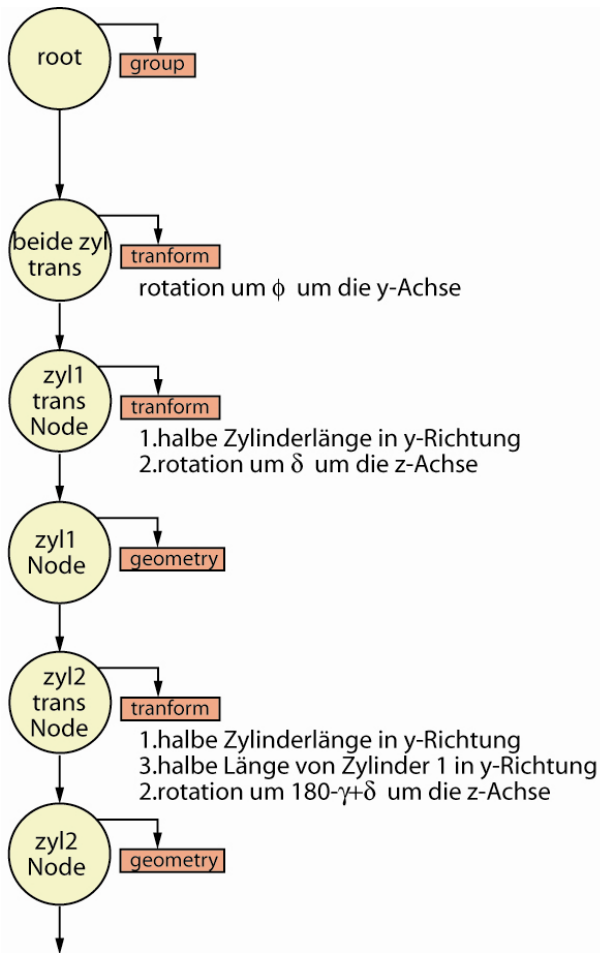 root
group
beide zyl
trans
tranform
rotation um ϕ um die y-Achse
zyl1
trans
Node
tranform
1.halbe Zylinderlänge in y-Richtung
2.rotation um δ um die z-Achse
zyl1
Node
geometry
zyl2
trans
Node
tranform
1.halbe Zylinderlänge in y-Richtung
3.halbe Länge von Zylinder 1 in y-Richtung
2.rotation um 180-γ+δ um die z-Achse
zyl2
Node
geometry